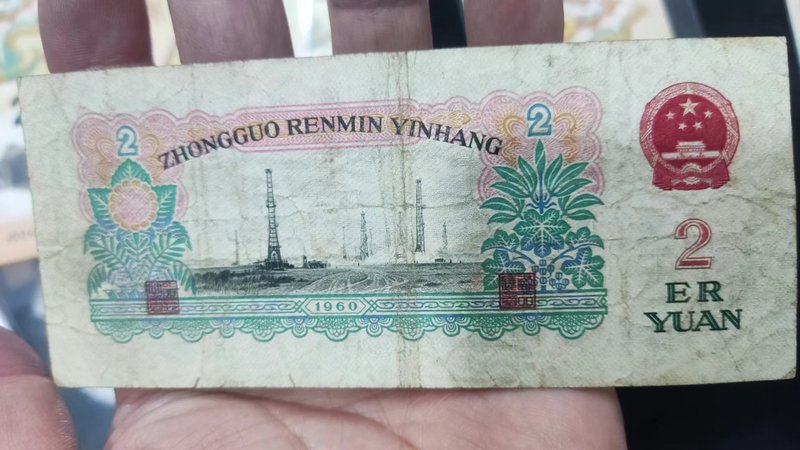 2
ZHONGGUO RENMIN YINHANG
2
2
ER
YUAN
1960